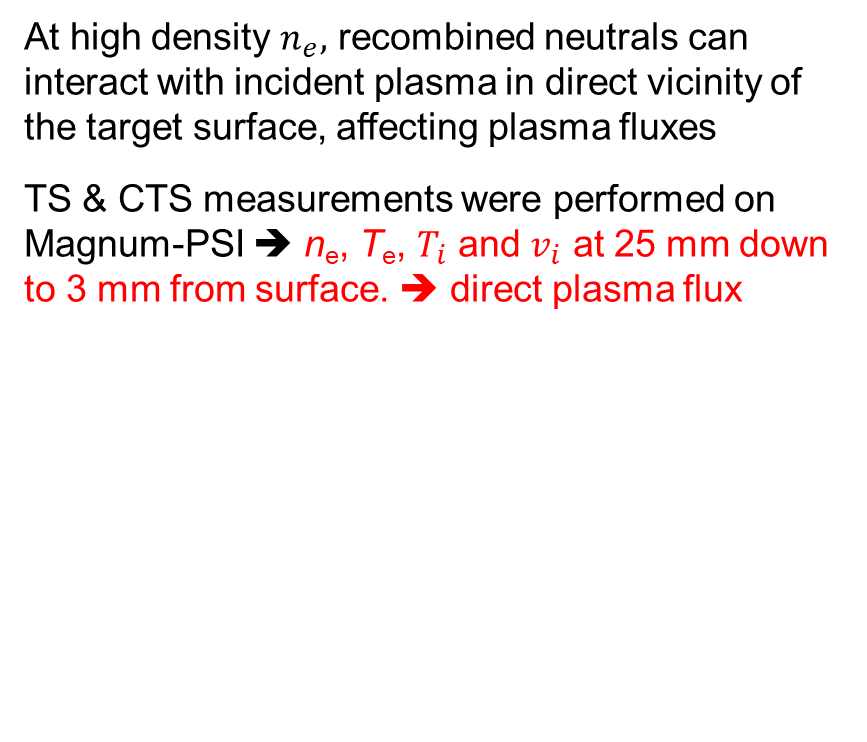 At high density nₑ, recombined neutrals can
interact with incident plasma in direct vicinity of
the target surface, affecting plasma fluxes
TS & CTS measurements were performed on
Magnum-PSI ➔ nₑ, Tₑ, Tᵢ and vᵢ at 25 mm down
to 3 mm from surface. ➔ direct plasma flux